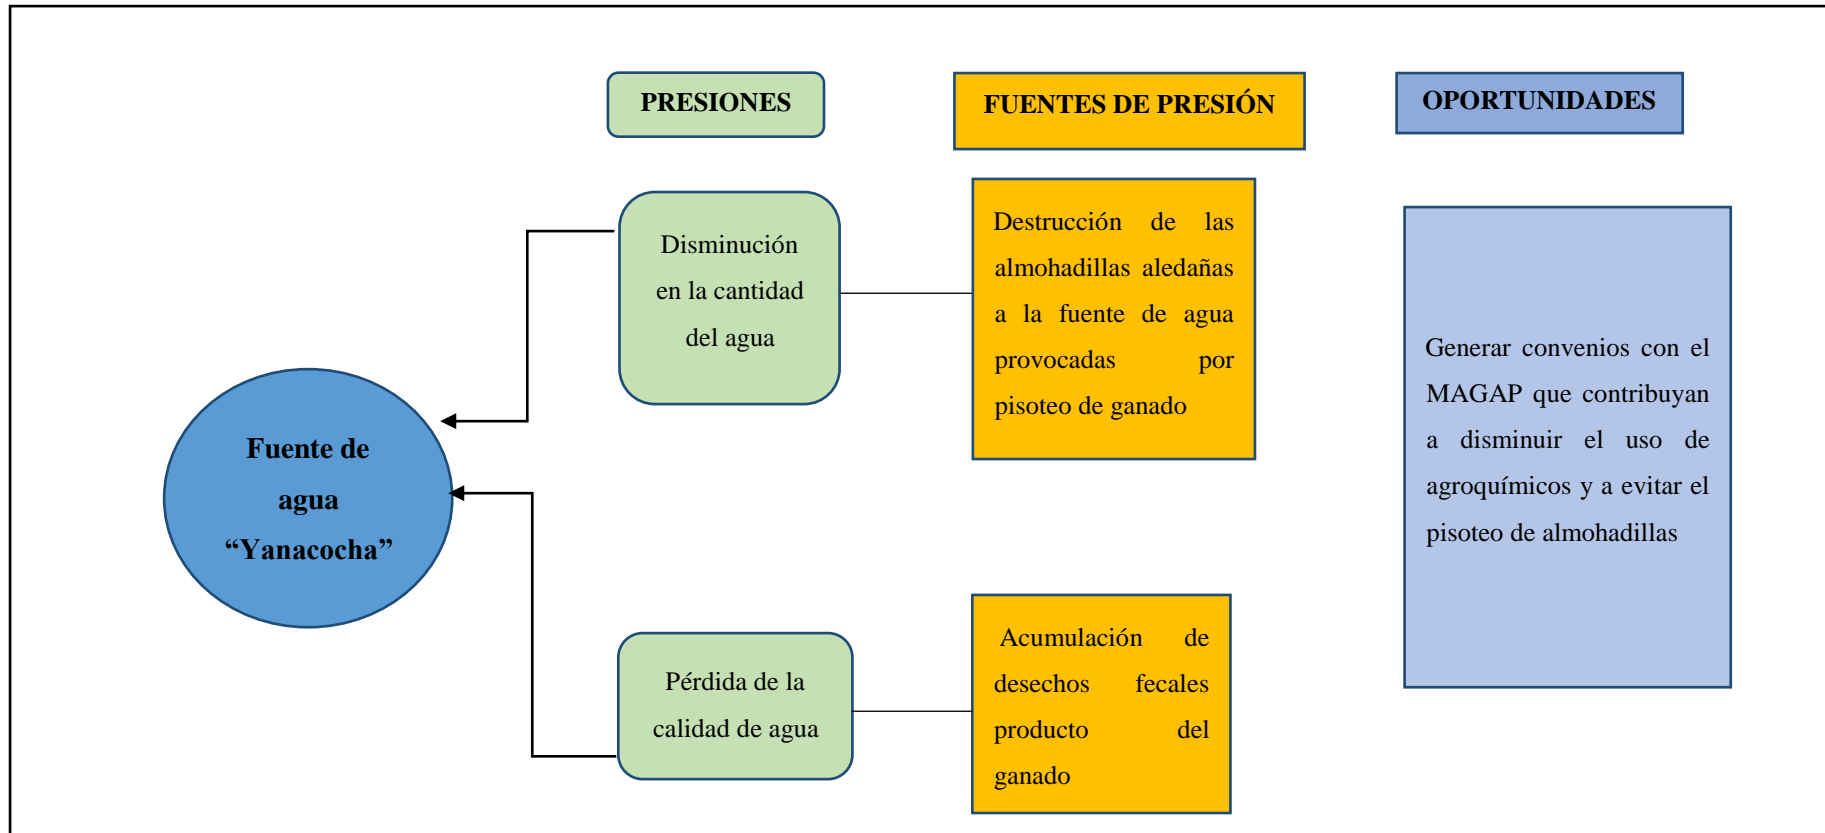 PRESIONES
FUENTES DE PRESIÓN
OPORTUNIDADES
Disminución
en la cantidad
del agua
Destrucción de las
almohadillas aledañas
a la fuente de agua
provocadas por
pisoteo de ganado
Generar convenios con el
MAGAP que contribuyan
a disminuir el uso de
agroquímicos y a evitar el
pisoteo de almohadillas
Fuente de
agua
“Yanacocha”
Pérdida de la
calidad de agua
Acumulación de
desechos fecales
producto del
ganado